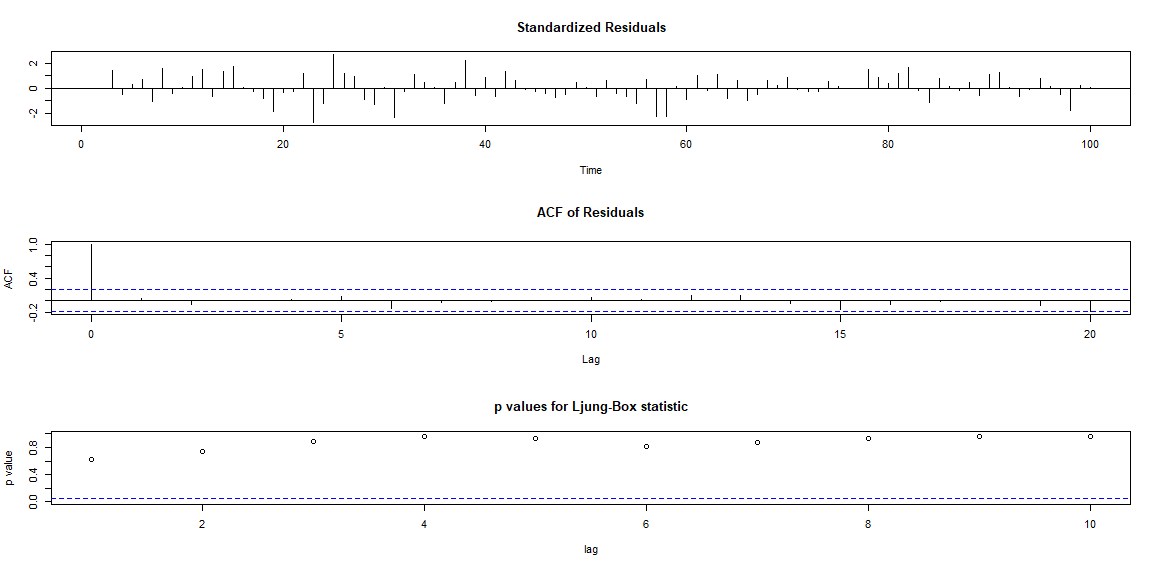 Standardized Residuals
2
0
-2
0 20 40 60 80 100
Time
ACF of Residuals
ACF
1.0
0.4
-0.2
0 5 10 15 20
Lag
p values for Ljung-Box statistic
p value
0.8
0.4
0.0
2 4 6 8 10
lag